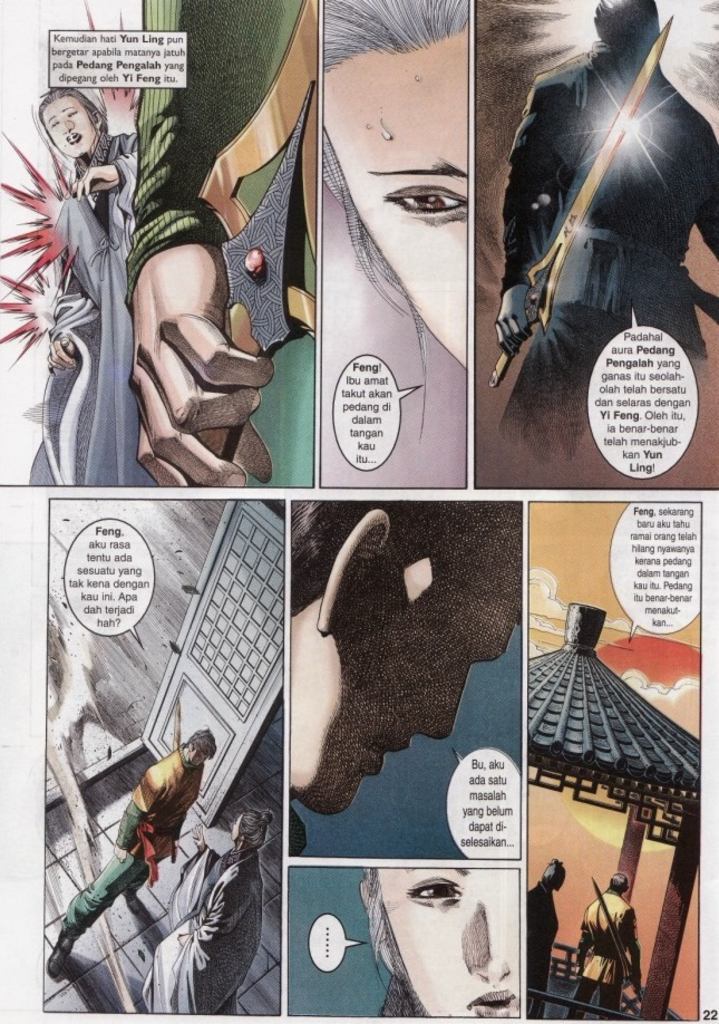 Kemudian hati Yun Ling pun
bergetar apabila matanya jatuh
pada Pedang Pengalah yang
dipegang oleh Yi Feng itu.
Feng!
Ibu amat
takut akan
pedang di
dalam
tangan
kau
itu...
Padahal
aura Pedang
Pengalah yang
ganas itu seolah-
olah telah bersatu
dan selaras dengan
Yi Feng. Oleh itu,
ia benar-benar
telah menakjub-
kan Yun
Ling!
Feng,
aku rasa
tentu ada
sesuatu yang
tak kena dengan
kau ini. Apa
dah terjadi
hah?
Bu, aku
ada satu
masalah
yang belum
dapat di-
selesaikan...
......
Feng, sekarang
baru aku tahu
ramai orang telah
hilang nyawanya
kerana pedang
dalam tangan
kau itu. Pedang
itu benar-benar
menakut-
kan...
22